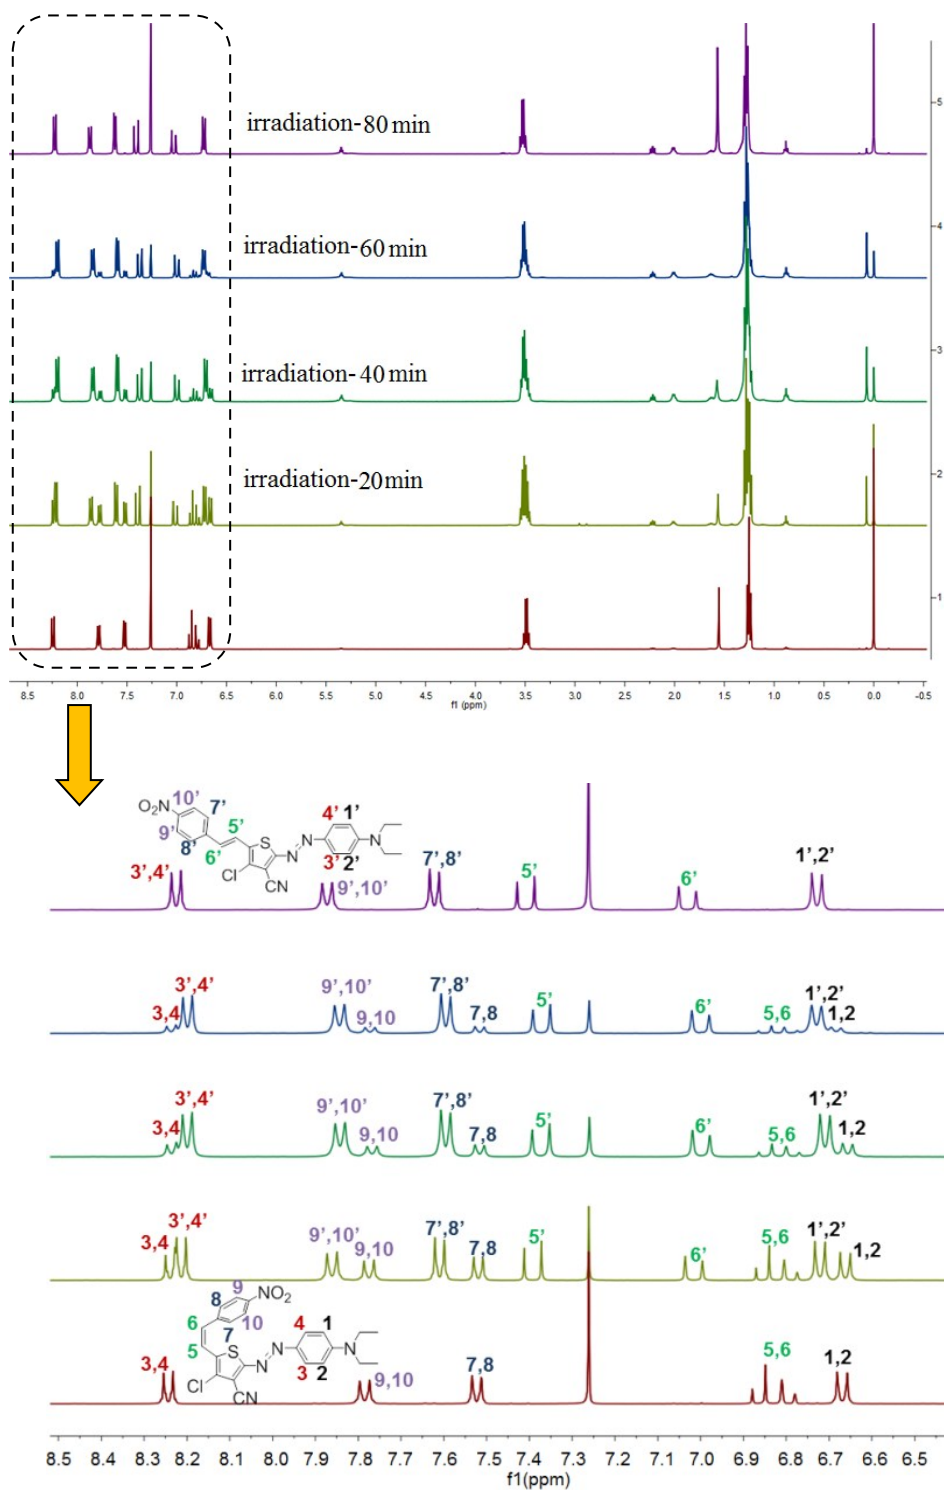 irradiation-80 min
irradiation-60 min
irradiation- 40 min
irradiation-20 min
5
4
3
2
1
8.5 8.0 7.5 7.0 6.5 6.0 5.5 5.0 4.5 4.0 3.5 3.0 2.5 2.0 1.5 1.0 0.5 0.0 -0.5
f1 (ppm)
O₂N 10' 7' 9' 8' 5' 6' S Cl CN N N 4' 1' 3' 2' N
3',4' 9',10' 7',8' 5' 6' 1',2'
3,4 3',4' 9',10' 9,10 7',8' 7,8 5' 6' 5,6 1',2' 1,2
3,4 3',4' 9',10' 9,10 7',8' 7,8 5' 6' 5,6 1',2' 1,2
3,4 3',4' 9',10' 9,10 7',8' 7,8 5' 6' 5,6 1',2' 1,2
9 NO₂ 8 10 6 7 5 S Cl CN N N 4 1 3 2 N
3,4 9,10 7,8 5,6 1,2
8.5 8.4 8.3 8.2 8.1 8.0 7.9 7.8 7.7 7.6 7.5 7.4 7.3 7.2 7.1 7.0 6.9 6.8 6.7 6.6 6.5
f1(ppm)